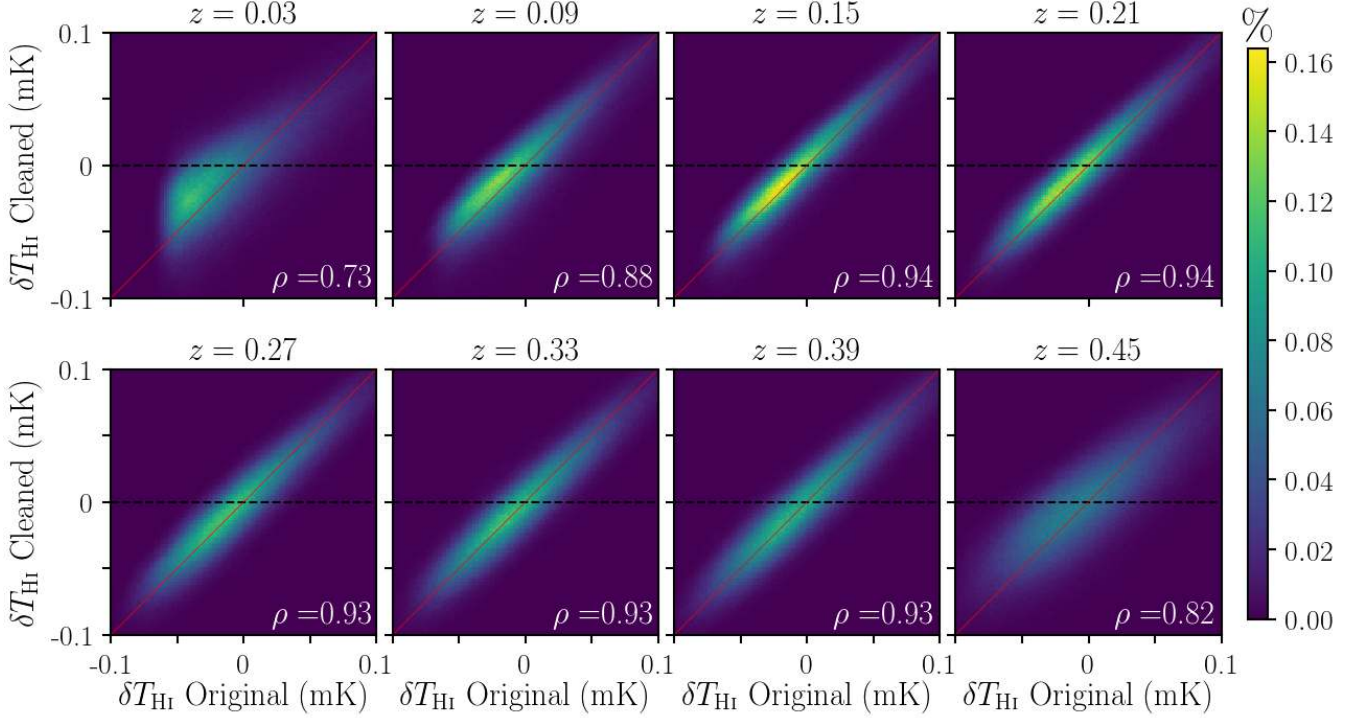 z = 0.03 z = 0.09 z = 0.15 z = 0.21
%
0.1
0
-0.1
δT_HI Cleaned (mK)
ρ =0.73 ρ =0.88 ρ =0.94 ρ =0.94
0.16
0.14
0.12
0.10
0.08
0.06
0.04
0.02
0.00
z = 0.27 z = 0.33 z = 0.39 z = 0.45
0.1
0
-0.1
δT_HI Cleaned (mK)
ρ =0.93 ρ =0.93 ρ =0.93 ρ =0.82
-0.1 0 0.1 0 0.1 0 0.1 0 0.1
δT_HI Original (mK) δT_HI Original (mK) δT_HI Original (mK) δT_HI Original (mK)